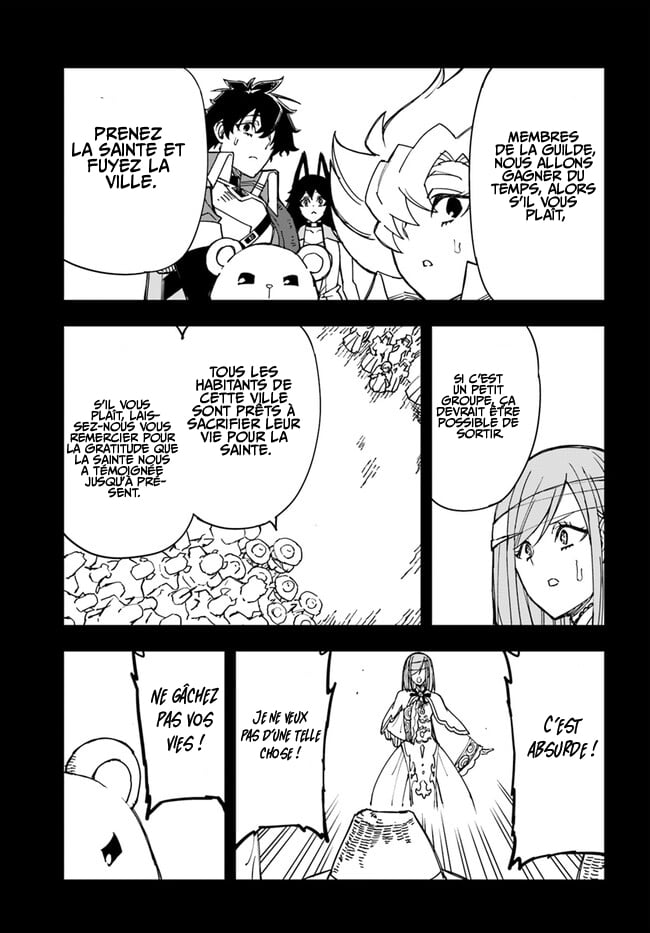 MEMBRES
DE LA GUILDE,
NOUS ALLONS
GAGNER DU
TEMPS, ALORS
S'IL VOUS
PLAÎT,
PRENEZ
LA SAINTE ET
FUYEZ LA
VILLE.
SI C'EST
UN PETIT
GROUPE, ÇA
DEVRAIT ÊTRE
POSSIBLE DE
SORTIR.
TOUS LES
HABITANTS DE
CETTE VILLE
SONT PRÊTS À
SACRIFIER LEUR
VIE POUR LA
SAINTE.
S'IL VOUS
PLAÎT, LAIS-
SEZ-NOUS VOUS
REMERCIER POUR
LA GRATITUDE QUE
LA SAINTE NOUS
A TÉMOIGNÉE
JUSQU'À PRÉ-
SENT.
C'EST
ABSURDE !
JE NE VEUX
PAS D'UNE TELLE
CHOSE !
NE GÂCHEZ
PAS VOS
VIES !